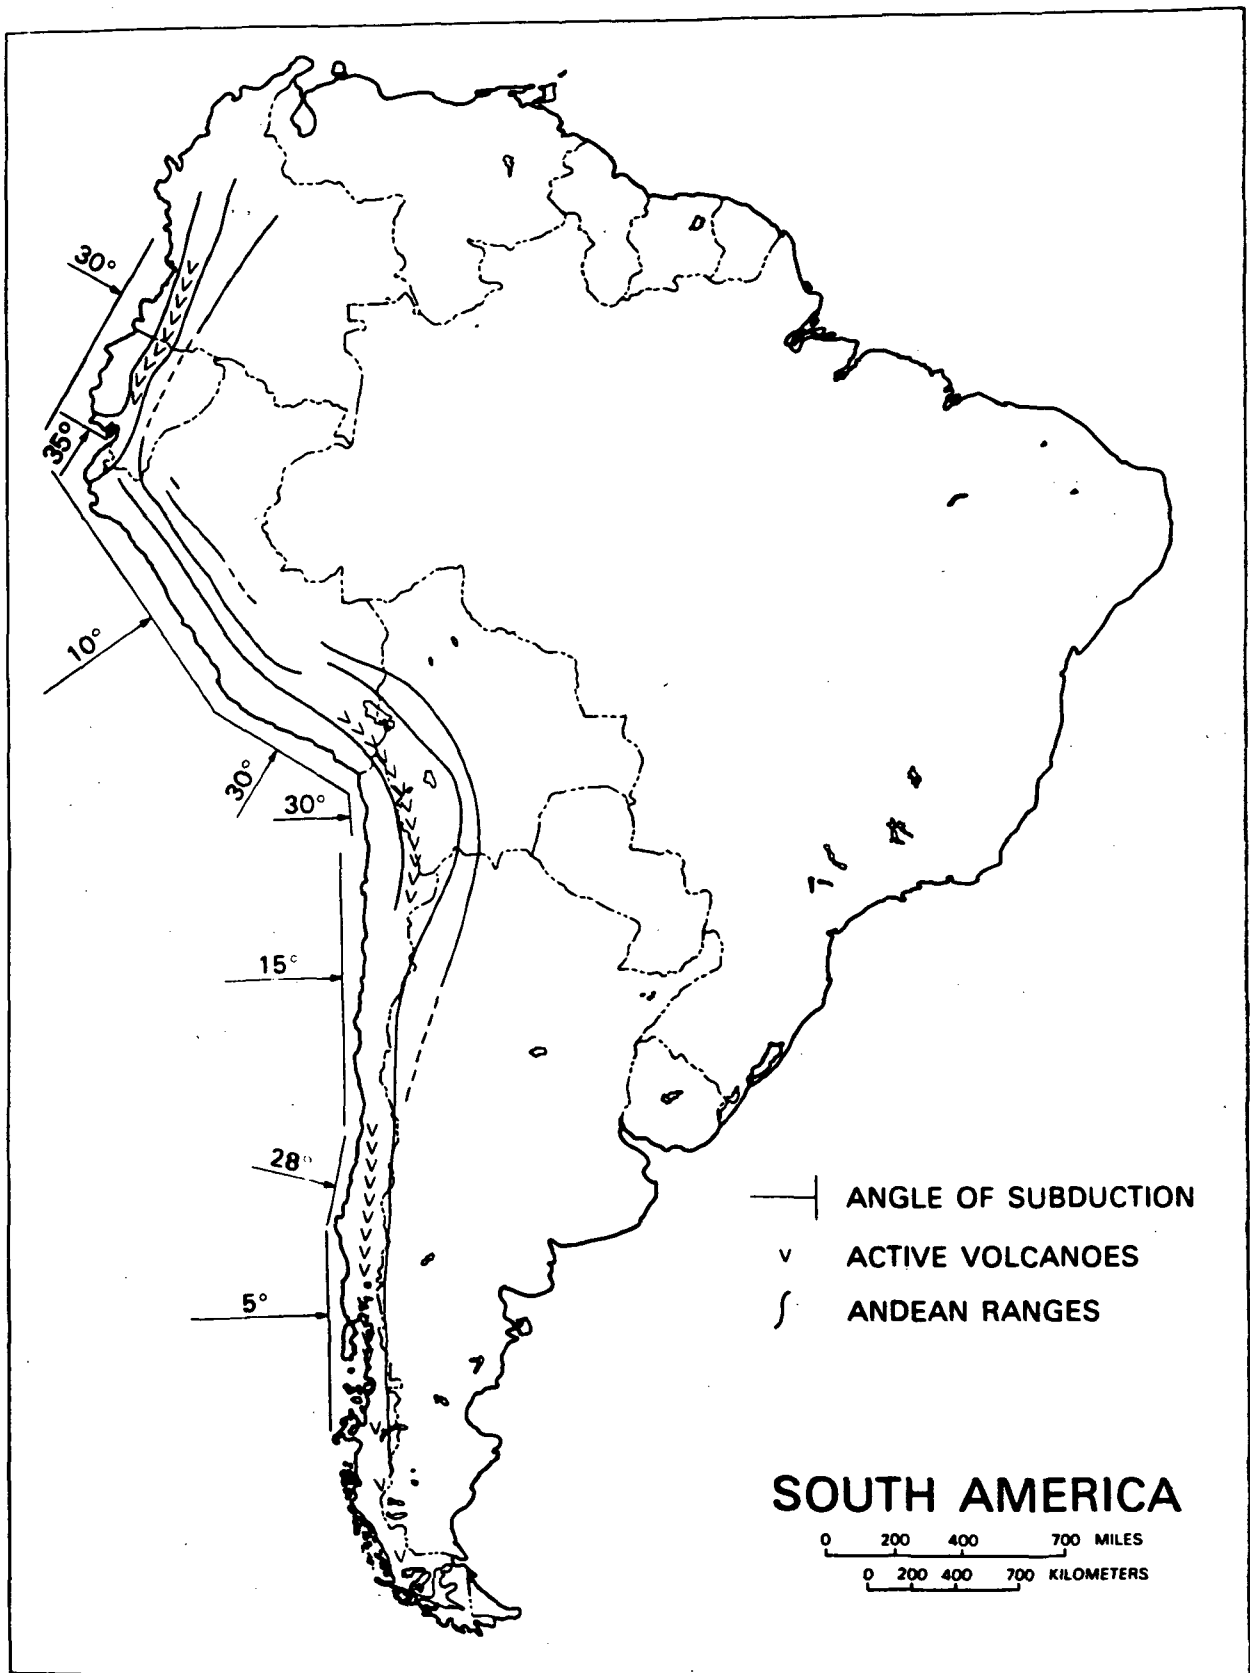 30°
35°
10°
30°
30°
15°
28°
5°
ANGLE OF SUBDUCTION
v ACTIVE VOLCANOES
ANDEAN RANGES
SOUTH AMERICA
0 200 400 700 MILES
0 200 400 700 KILOMETERS